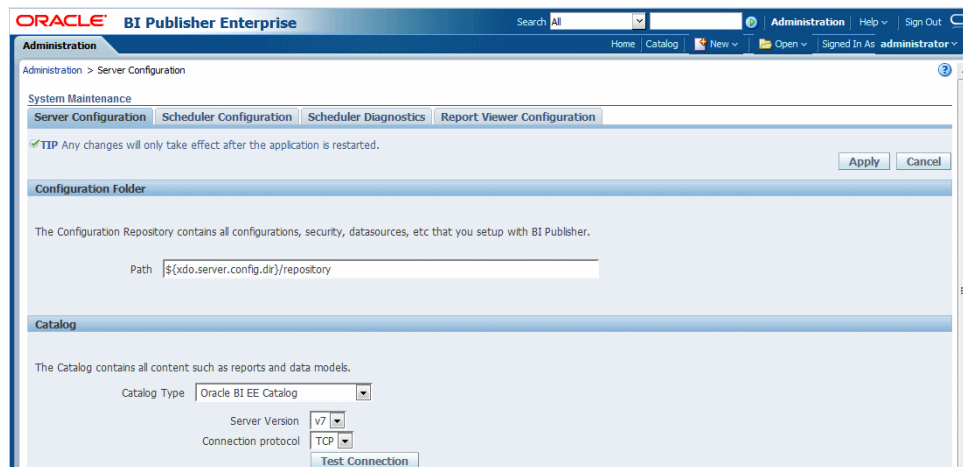 ORACLE BI Publisher Enterprise Search All Administration Help Sign Out
Administration Home Catalog New Open Signed In As administrator
Administration > Server Configuration
System Maintenance
Server Configuration Scheduler Configuration Scheduler Diagnostics Report Viewer Configuration
TIP Any changes will only take effect after the application is restarted.
Apply Cancel
Configuration Folder
The Configuration Repository contains all configurations, security, datasources, etc that you setup with BI Publisher.
Path ${xdo.server.config.dir}/repository
Catalog
The Catalog contains all content such as reports and data models.
Catalog Type Oracle BI EE Catalog
Server Version v7
Connection protocol TCP
Test Connection